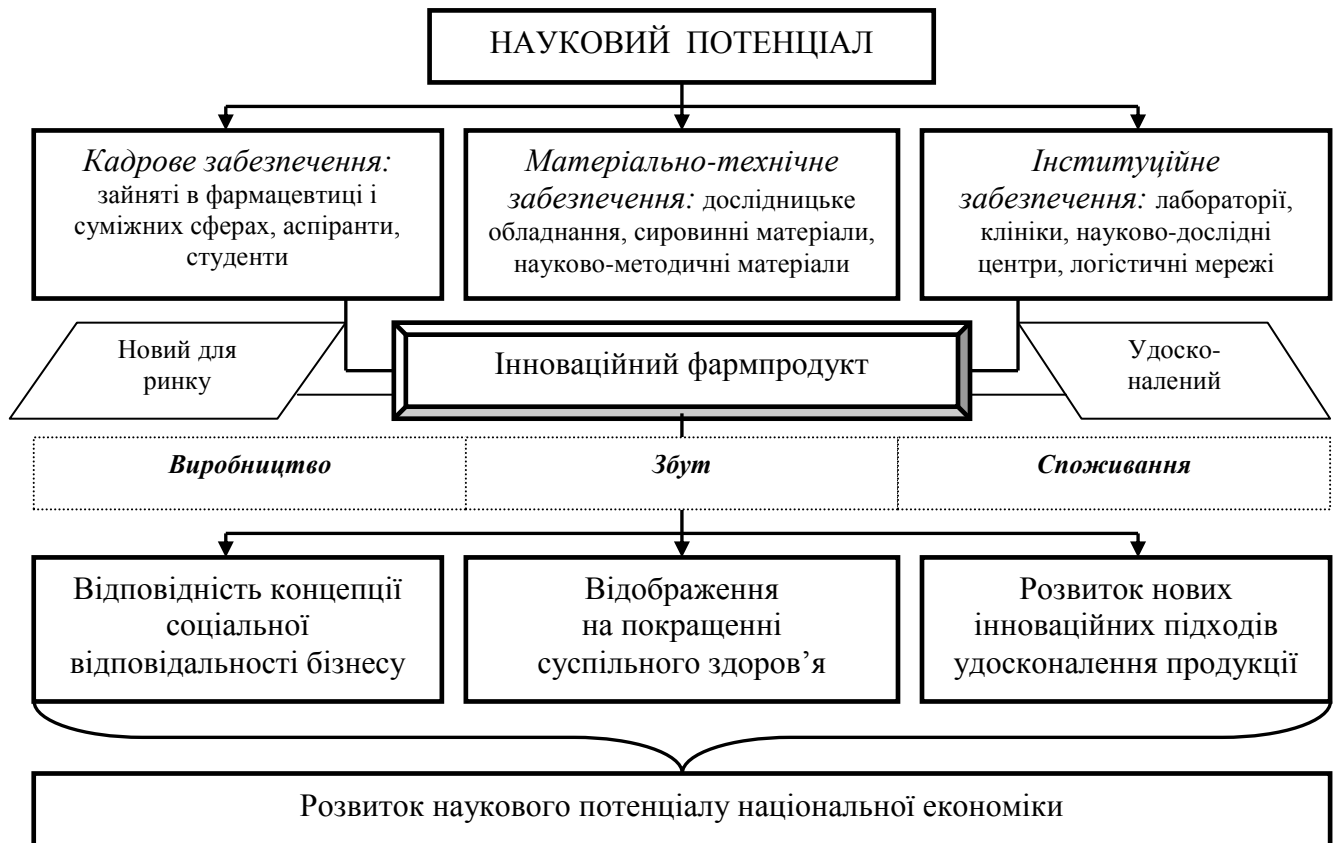 НАУКОВИЙ ПОТЕНЦІАЛ
Кадрове забезпечення:
зайняті в фармацевтиці і
суміжних сферах, аспіранти,
студенти
Матеріально-технічне
забезпечення: дослідницьке
обладнання, сировинні матеріали,
науково-методичні матеріали
Інституційне
забезпечення: лабораторії,
клініки, науково-дослідні
центри, логістичні мережі
Новий для
ринку
Інноваційний фармпродукт
Удоско-
налений
Виробництво
Збут
Споживання
Відповідність концепції
соціальної
відповідальності бізнесу
Відображення
на покращенні
суспільного здоров’я
Розвиток нових
інноваційних підходів
удосконалення продукції
Розвиток наукового потенціалу національної економіки